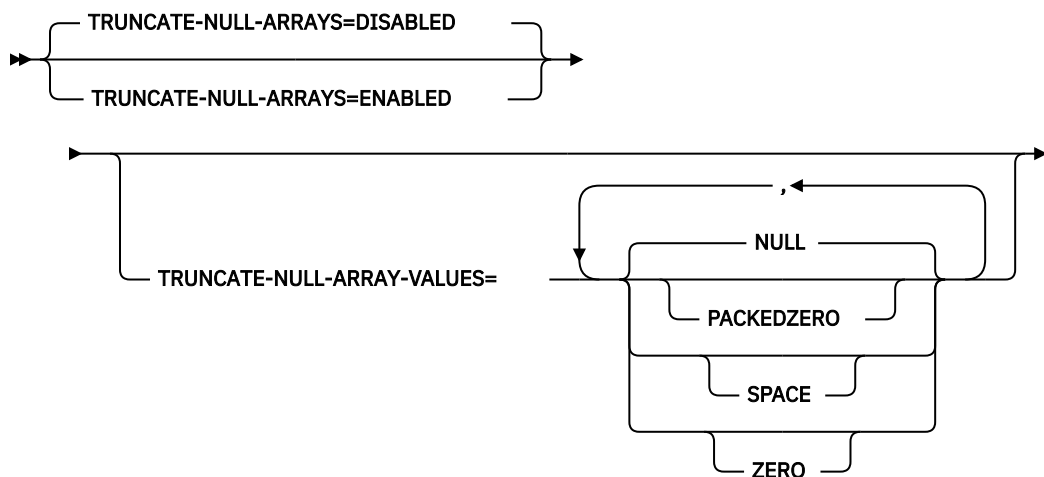 TRUNCATE-NULL-ARRAYS=DISABLED
TRUNCATE-NULL-ARRAYS=ENABLED
,
NULL
TRUNCATE-NULL-ARRAY-VALUES=
PACKEDZERO
SPACE
ZERO